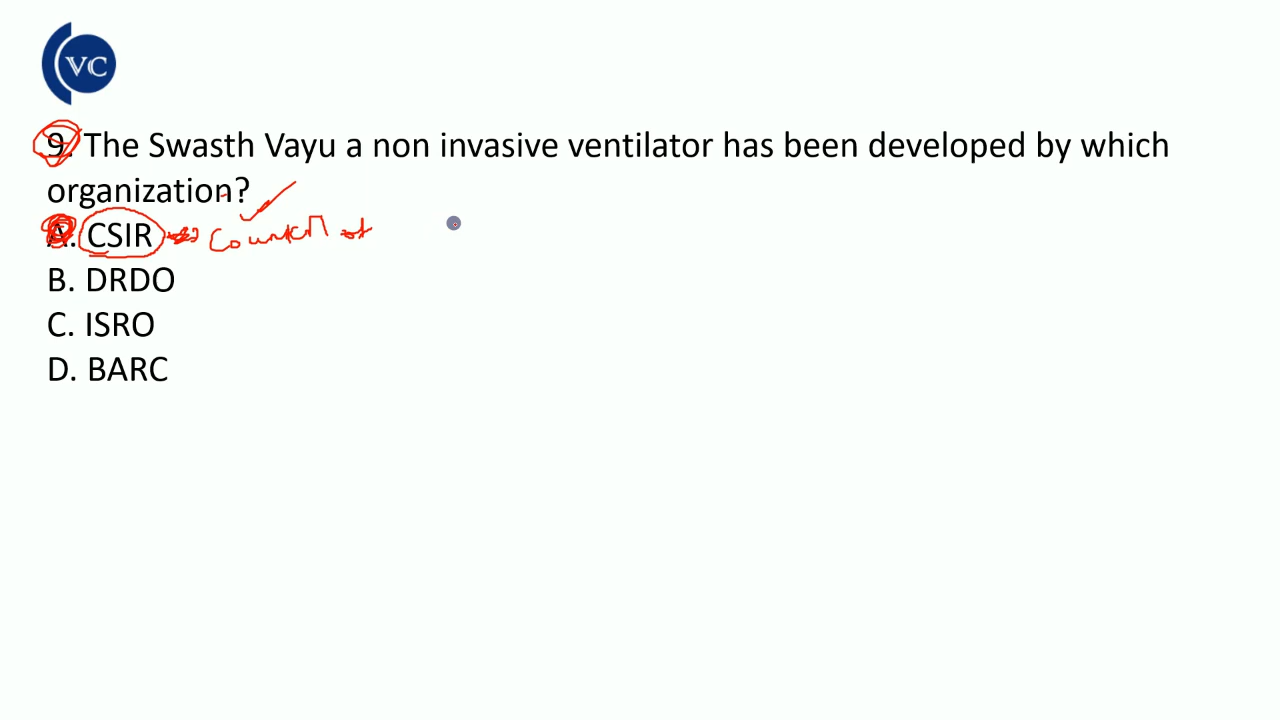 VC
9. The Swasth Vayu a non invasive ventilator has been developed by which
organization?
A. CSIR Council of
B. DRDO
C. ISRO
D. BARC